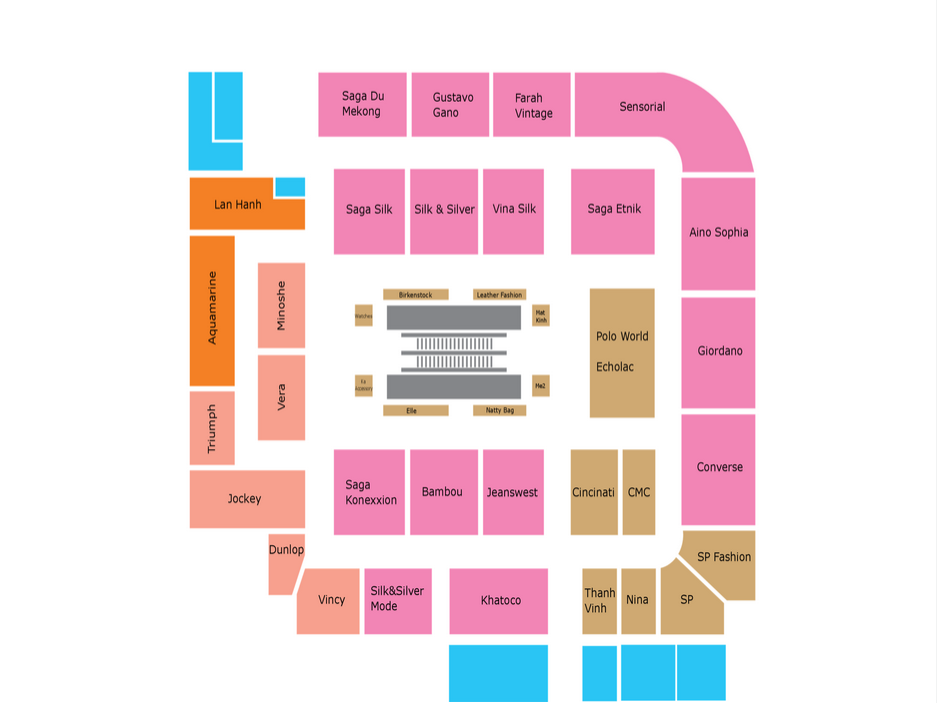 Saga Du
Mekong
Gustavo
Gano
Farah
Vintage
Sensorial
Lan Hanh
Saga Silk
Silk & Silver
Vina Silk
Saga Etnik
Aino Sophia
Aquamarine
Minoshe
Birkenstock
Leather Fashion
Watches
Mat
Kinh
Polo World
Echolac
Giordano
Vera
Me2
Elle
Natty Bag
Triumph
Jockey
Saga
Konexxion
Bambou
Jeanswest
Cincinati
CMC
Converse
Dunlop
SP Fashion
Vincy
Silk&Silver
Mode
Khatoco
Thanh
Vinh
Nina
SP